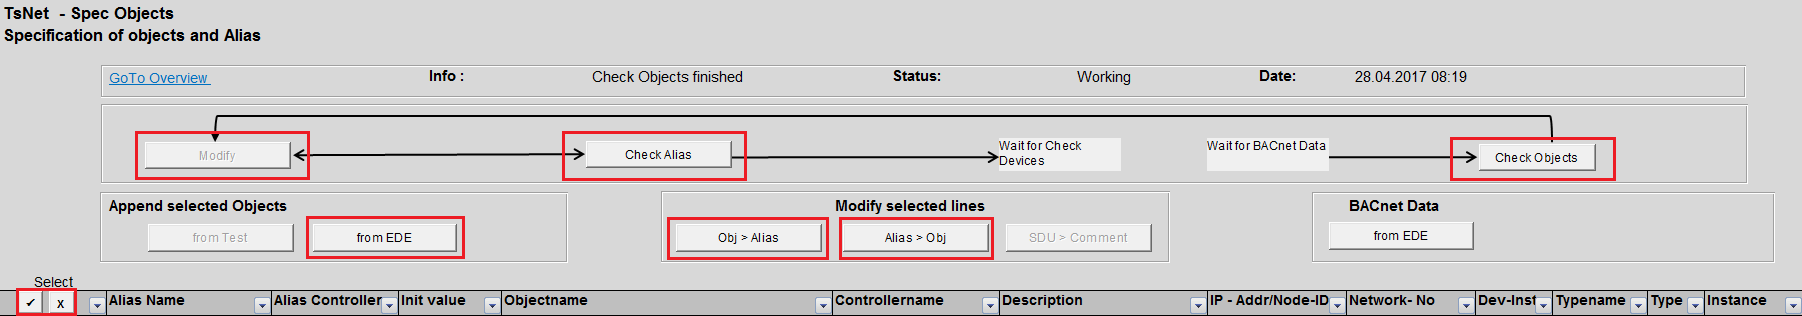 TsNet - Spec Objects
Specification of objects and Alias
GoTo Overview Info : Check Objects finished Status: Working Date: 28.04.2017 08:19
Modify
Check Alias
Wait for Check
Devices
Wait for BACnet Data
Check Objects
Append selected Objects
from Test
from EDE
Modify selected lines
Obj > Alias
Alias > Obj
SDU > Comment
BACnet Data
from EDE
Select
✓ x Alias Name Alias Controller Init value Objectname Controllername Description IP - Addr/Node-ID Network- No Dev-Inst Typename Type Instance